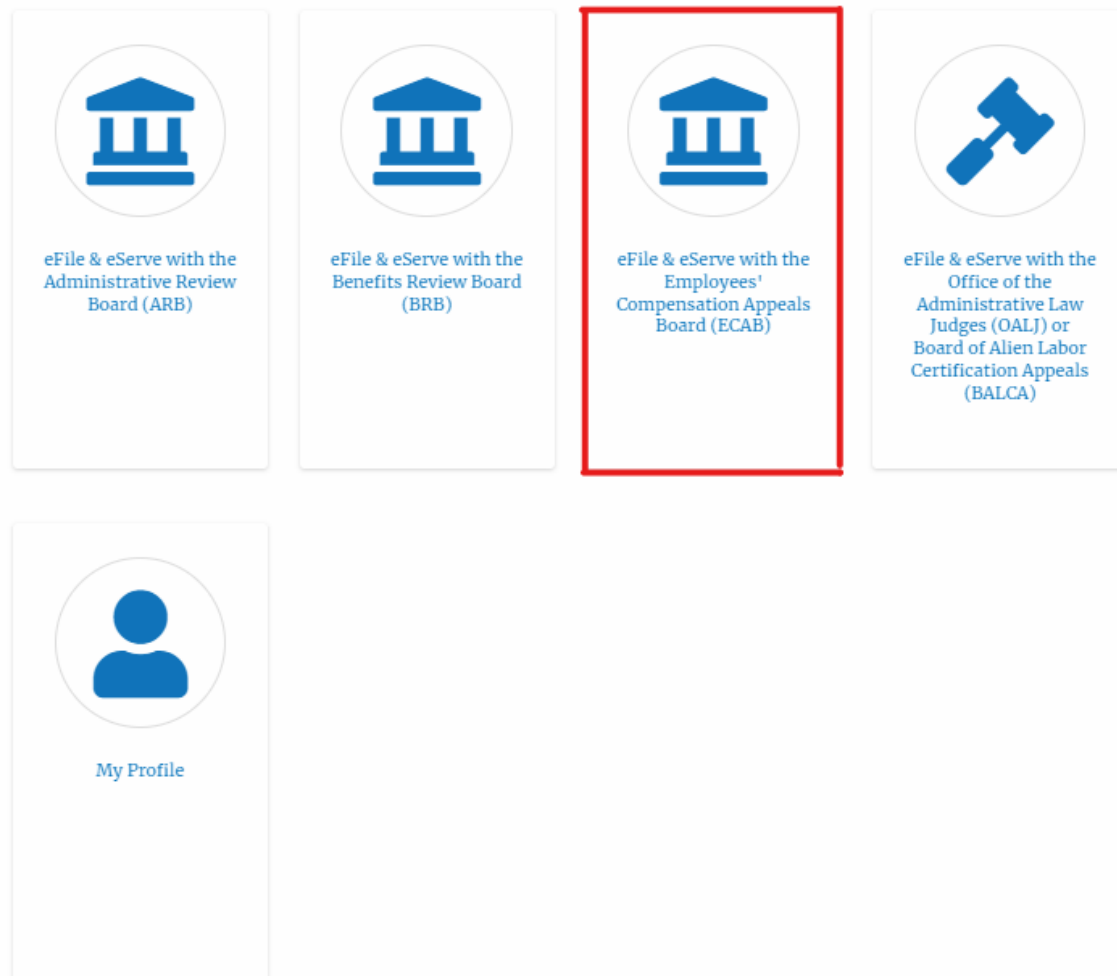 eFile & eServe with the
Administrative Review
Board (ARB)
eFile & eServe with the
Benefits Review Board
(BRB)
eFile & eServe with the
Employees'
Compensation Appeals
Board (ECAB)
eFile & eServe with the
Office of the
Administrative Law
Judges (OALJ) or
Board of Alien Labor
Certification Appeals
(BALCA)
My Profile